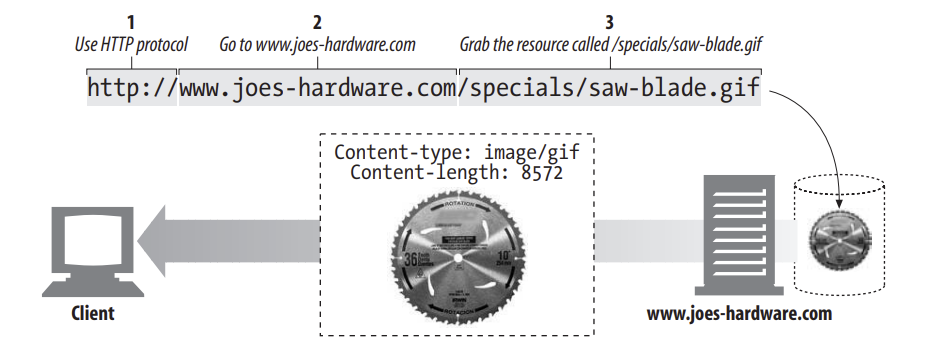 1
Use HTTP protocol
2
Go to www.joes-hardware.com
3
Grab the resource called /specials/saw-blade.gif
http://www.joes-hardware.com/specials/saw-blade.gif
Content-type: image/gif
Content-length: 8572
ROTATION
36
10"
ROTACION
Client
www.joes-hardware.com